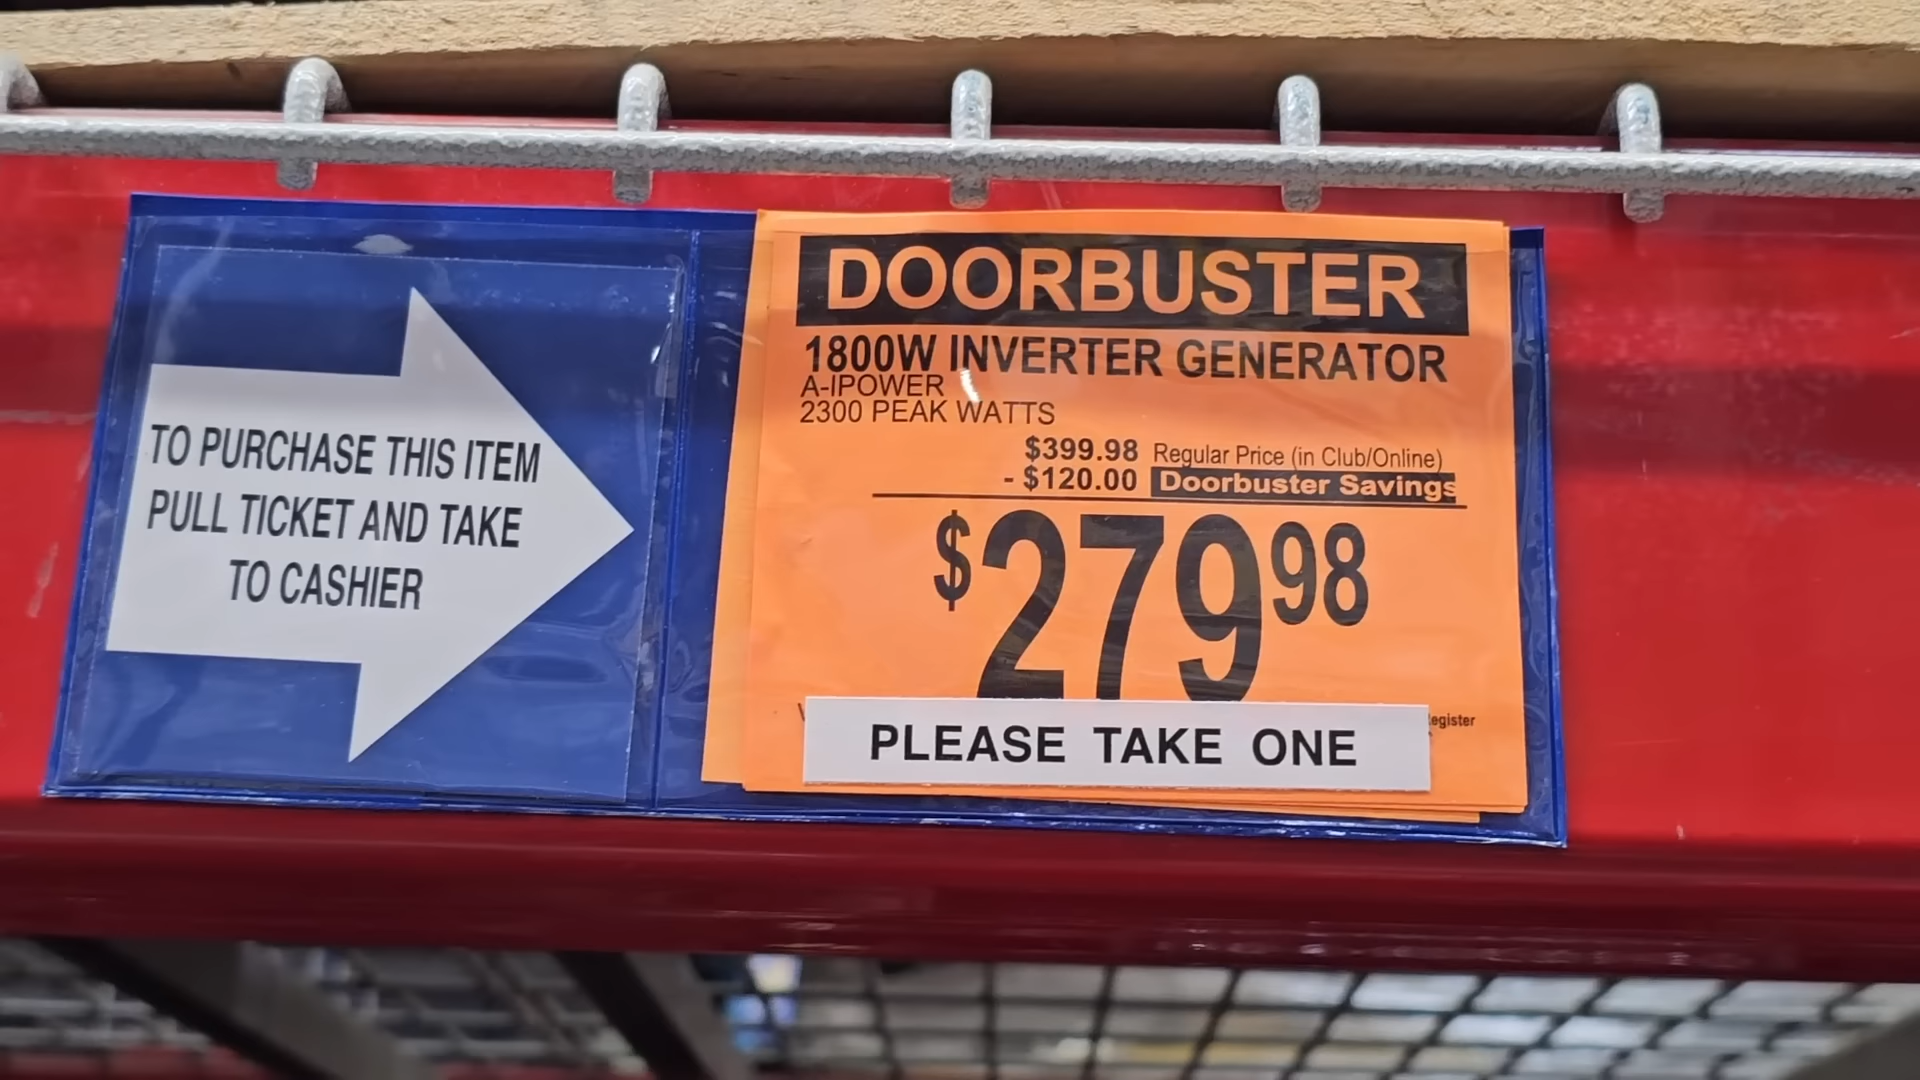 TO PURCHASE THIS ITEM
PULL TICKET AND TAKE
TO CASHIER
DOORBUSTER
1800W INVERTER GENERATOR
A-IPOWER
2300 PEAK WATTS
$399.98 Regular Price (in Club/Online)
- $120.00 Doorbuster Savings
$279 98
PLEASE TAKE ONE